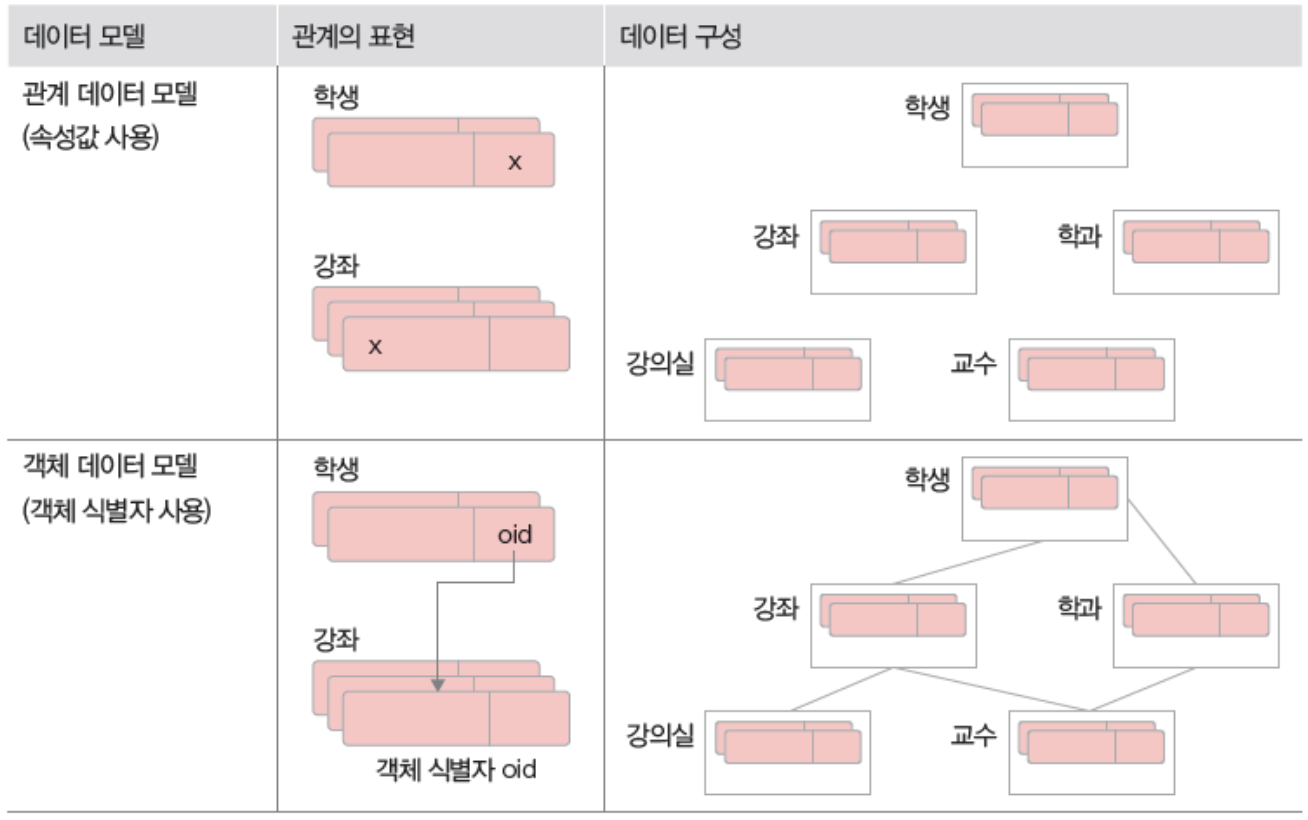 데이터 모델
관계의 표현
데이터 구성
관계 데이터 모델
(속성값 사용)
학생
x
강좌
x
학생
강좌
학과
강의실
교수
객체 데이터 모델
(객체 식별자 사용)
학생
oid
강좌
객체 식별자 oid
학생
강좌
학과
강의실
교수